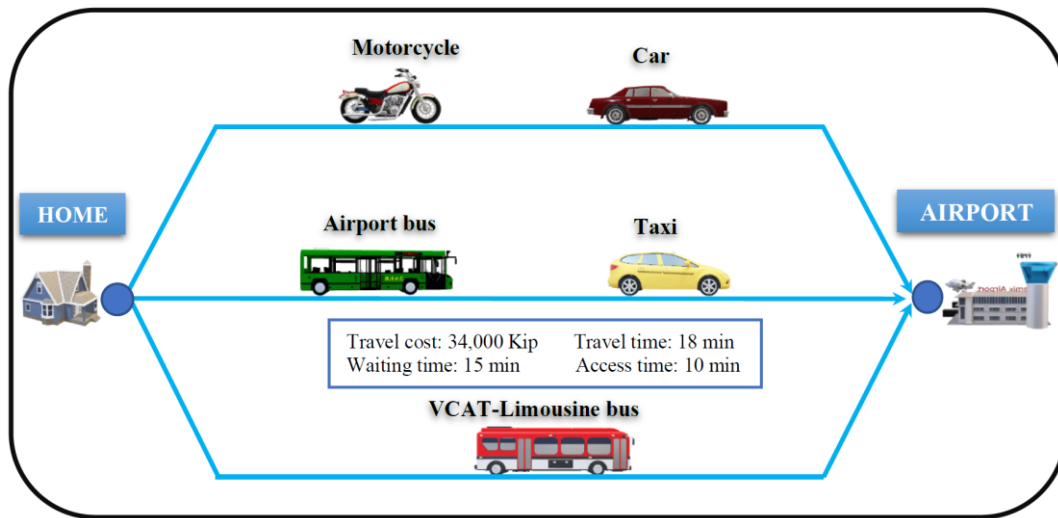 Motorcycle
Car
HOME
AIRPORT
Airport bus
Taxi
Travel cost: 34,000 Kip Travel time: 18 min
Waiting time: 15 min Access time: 10 min
VCAT-Limousine bus